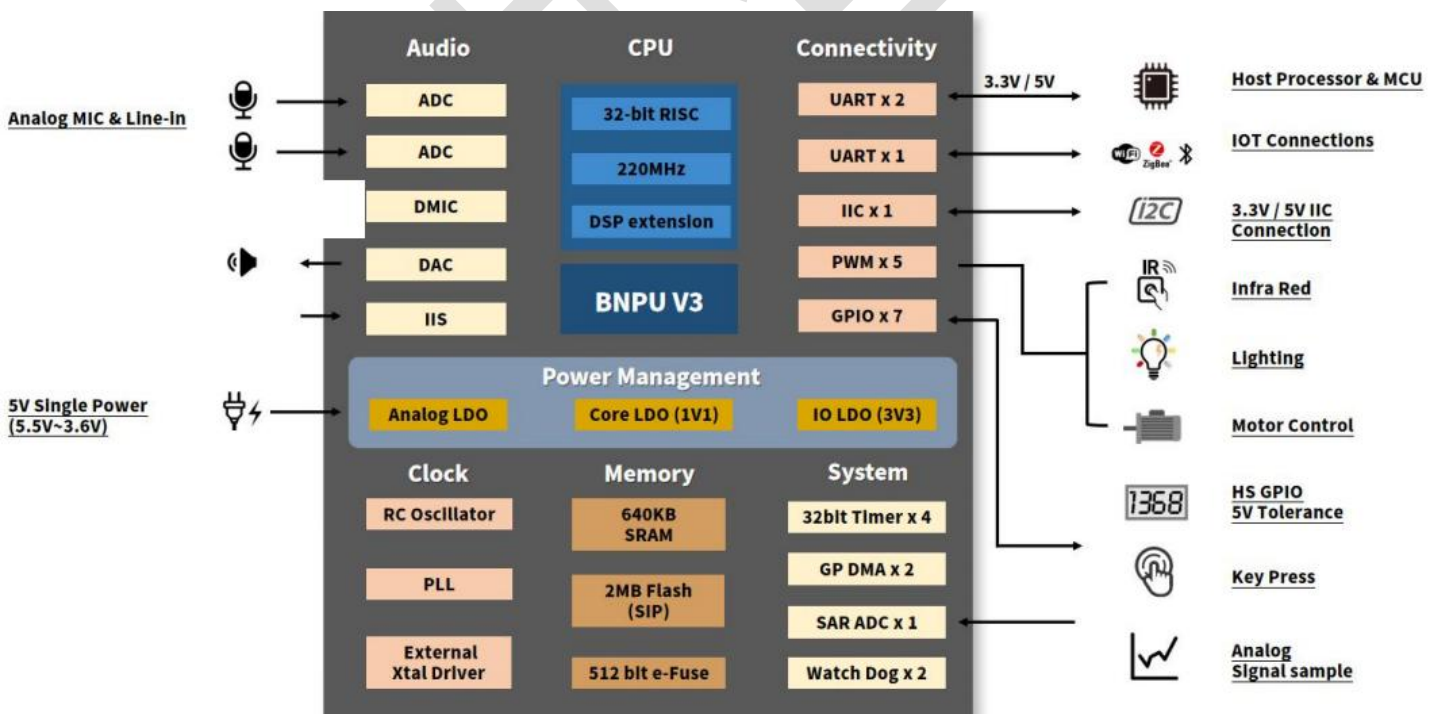 Audio
CPU
Connectivity
Analog MIC & Line-in
ADC
ADC
DMIC
DAC
IIS
32-bit RISC
220MHz
DSP extension
BNPU V3
UART x 2
UART x 1
IIC x 1
PWM x 5
GPIO x 7
3.3V / 5V
Host Processor & MCU
WiFi
ZigBee
IOT Connections
I2C
3.3V / 5V IIC
Connection
IR
Infra Red
Lighting
Motor Control
1368
HS GPIO
5V Tolerance
Key Press
Analog
Signal sample
5V Single Power
(5.5V~3.6V)
Power Management
Analog LDO
Core LDO (1V1)
IO LDO (3V3)
Clock
RC Oscillator
PLL
External
Xtal Driver
Memory
640KB
SRAM
2MB Flash
(SIP)
512 bit e-Fuse
System
32bit Timer x 4
GP DMA x 2
SAR ADC x 1
Watch Dog x 2